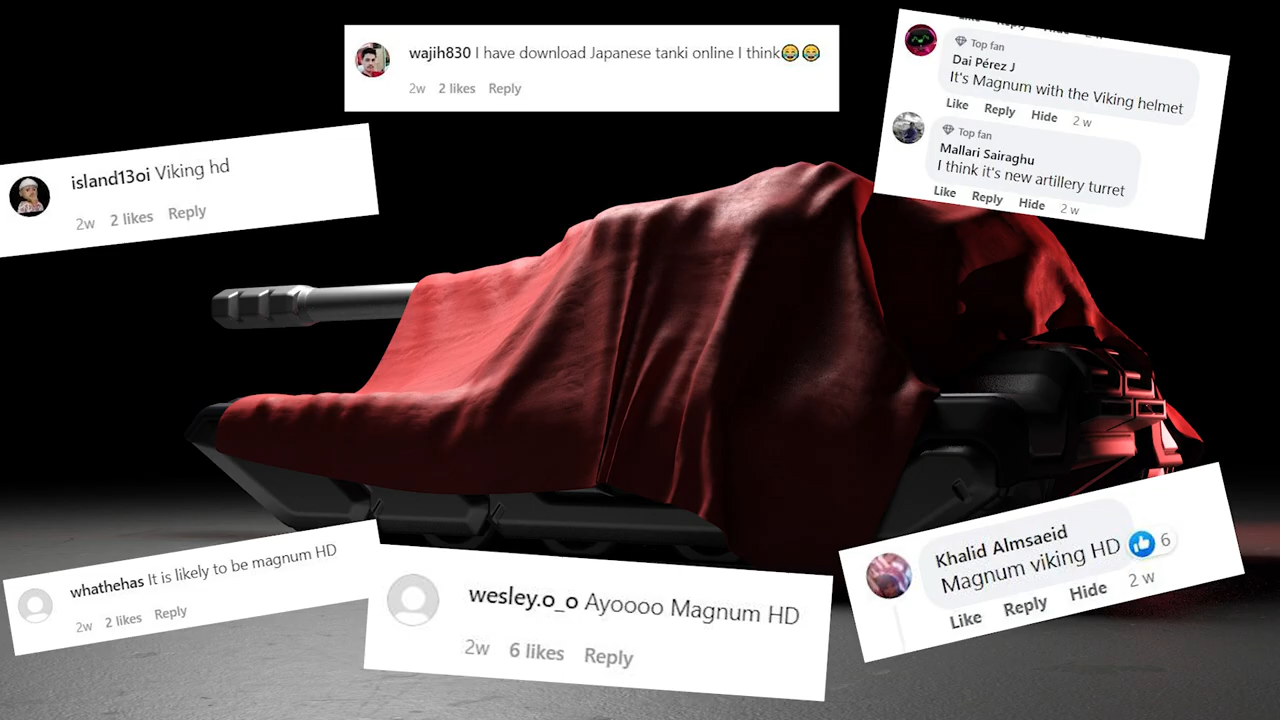 wajih830 I have download Japanese tanki online I think😂😂
2w 2 likes Reply
Top fan
Dai Pérez J
It's Magnum with the Viking helmet
Like Reply Hide 2 w
Top fan
Mallari Sairaghu
I think it's new artillery turret
Like Reply Hide 2 w
island13oi Viking hd
2w 2 likes Reply
whathehas It is likely to be magnum HD
2w 2 likes Reply
wesley.o_o Ayoooo Magnum HD
2w 6 likes Reply
Khalid Almsaeid
Magnum viking HD 6
Like Reply Hide 2 w